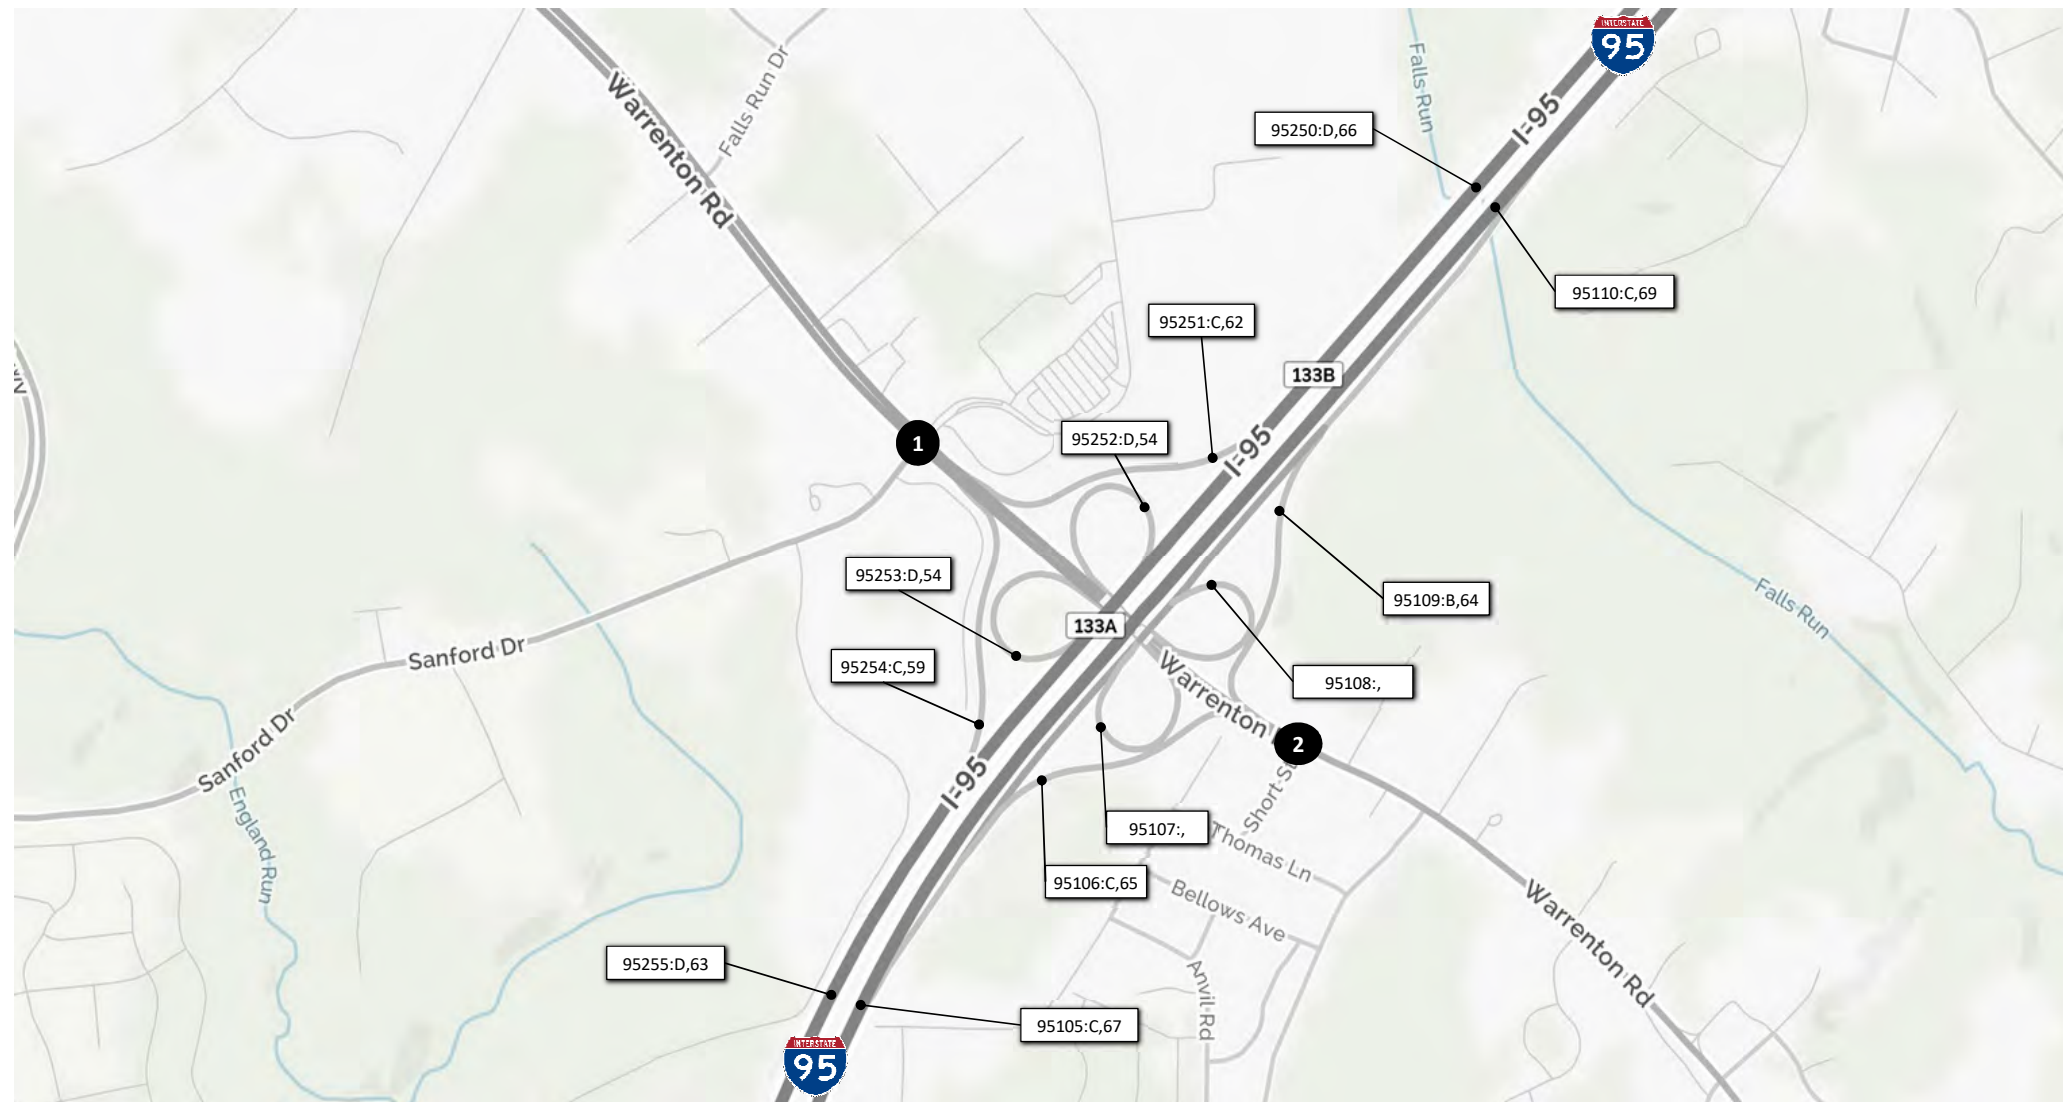 INTERSTATE
95
I-95
Falls Run
Falls Run Dr
Warrenton Rd
95250:D,66
95110:C,69
95251:C,62
133B
1
95252:D,54
I-95
95253:D,54
95109:B,64
133A
Falls Run
Sanford Dr
95254:C,59
95108:,
Warrenton
2
Sanford Dr
I-95
Short St
England Run
95107:,
Thomas Ln
95106:C,65
Bellows Ave
Warrenton Rd
95255:D,63
Anvil Rd
95105:C,67
INTERSTATE
95